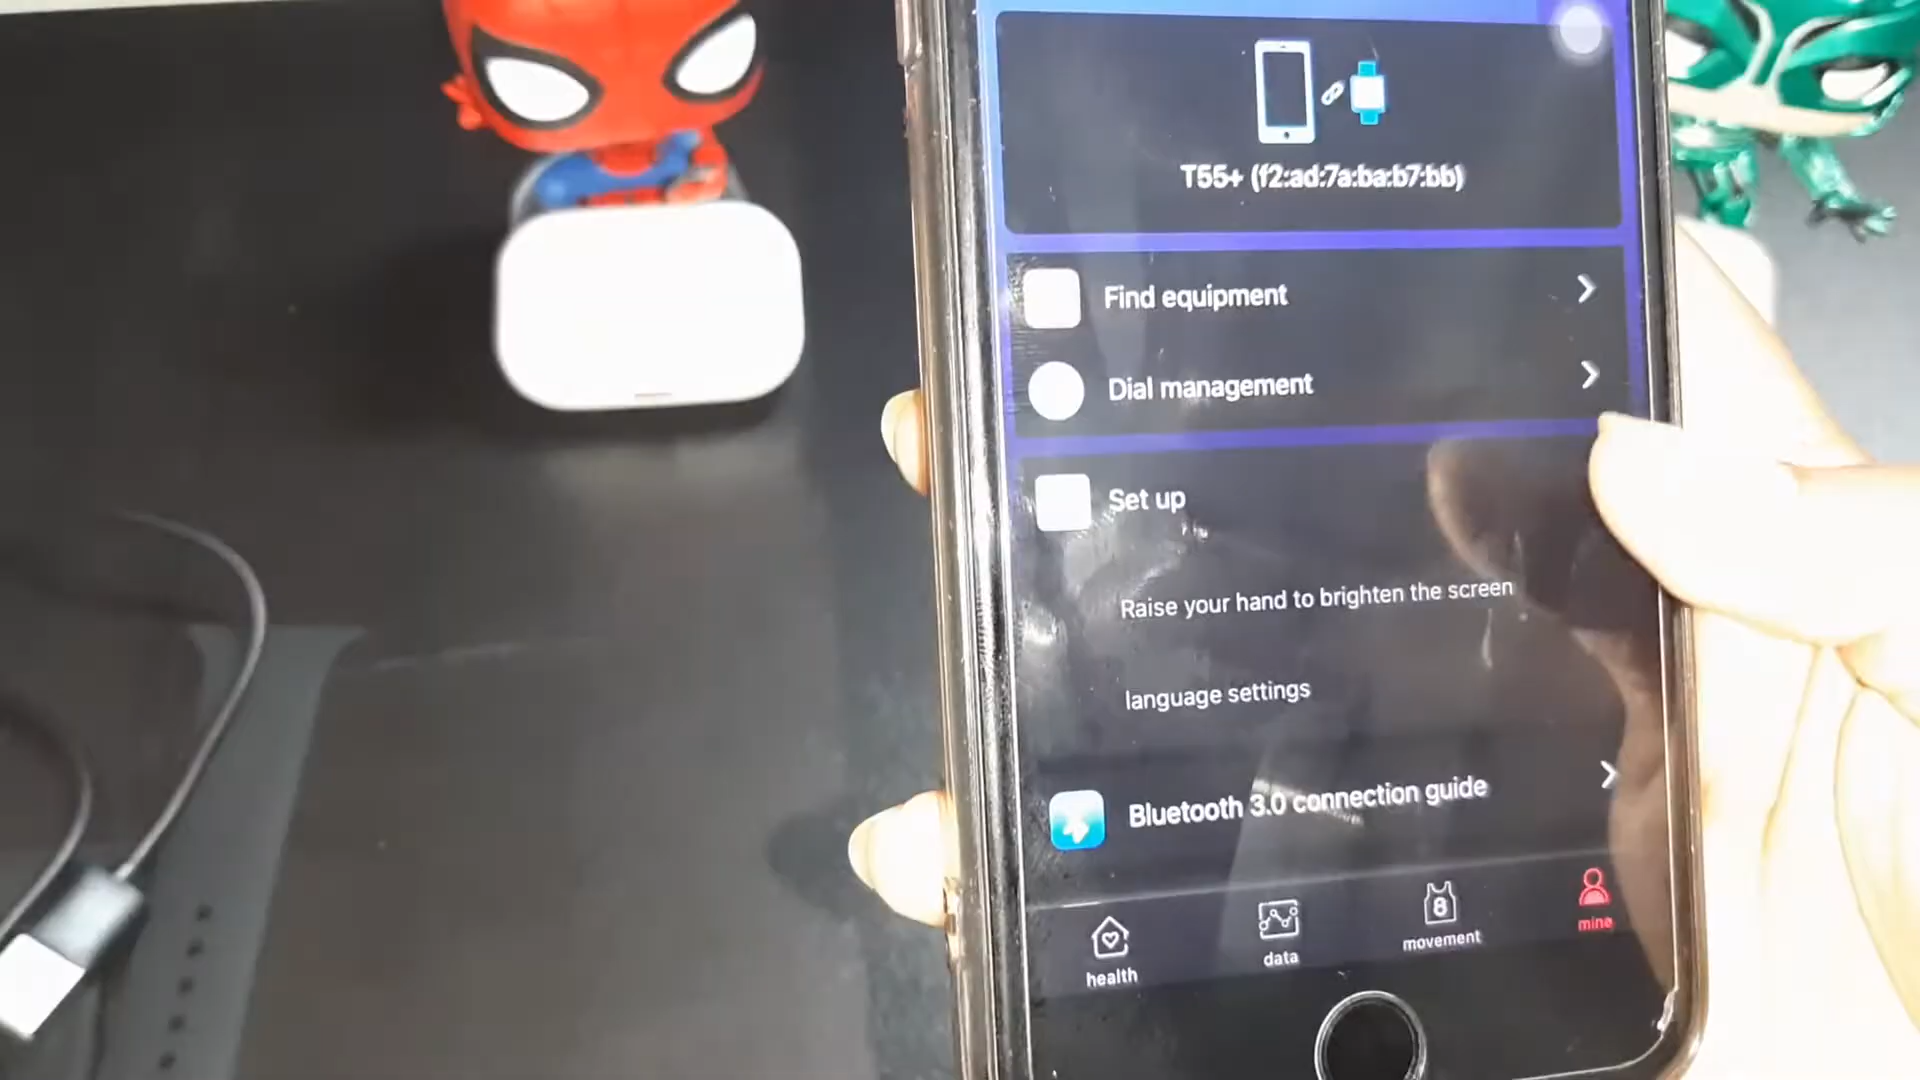 T55+ (f2:ad:7a:ba:b7:bb)
Find equipment
Dial management
Set up
Raise your hand to brighten the screen
language settings
Bluetooth 3.0 connection guide
8
health
data
movement
mine